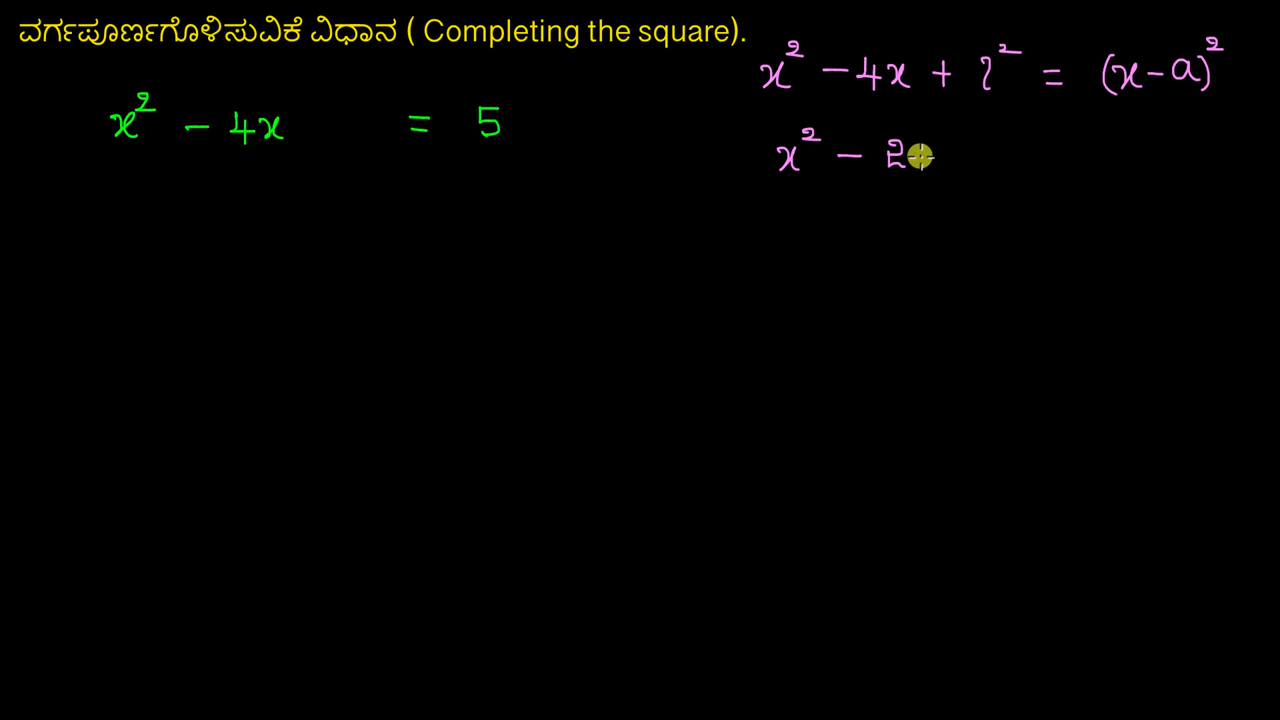 ವರ್ಗಪೂರ್ಣಗೊಳಿಸುವಿಕೆ ವಿಧಾನ ( Completing the square).
x² - 4x + ?² = (x - a)²
x² - 4x = 5
x² - 2